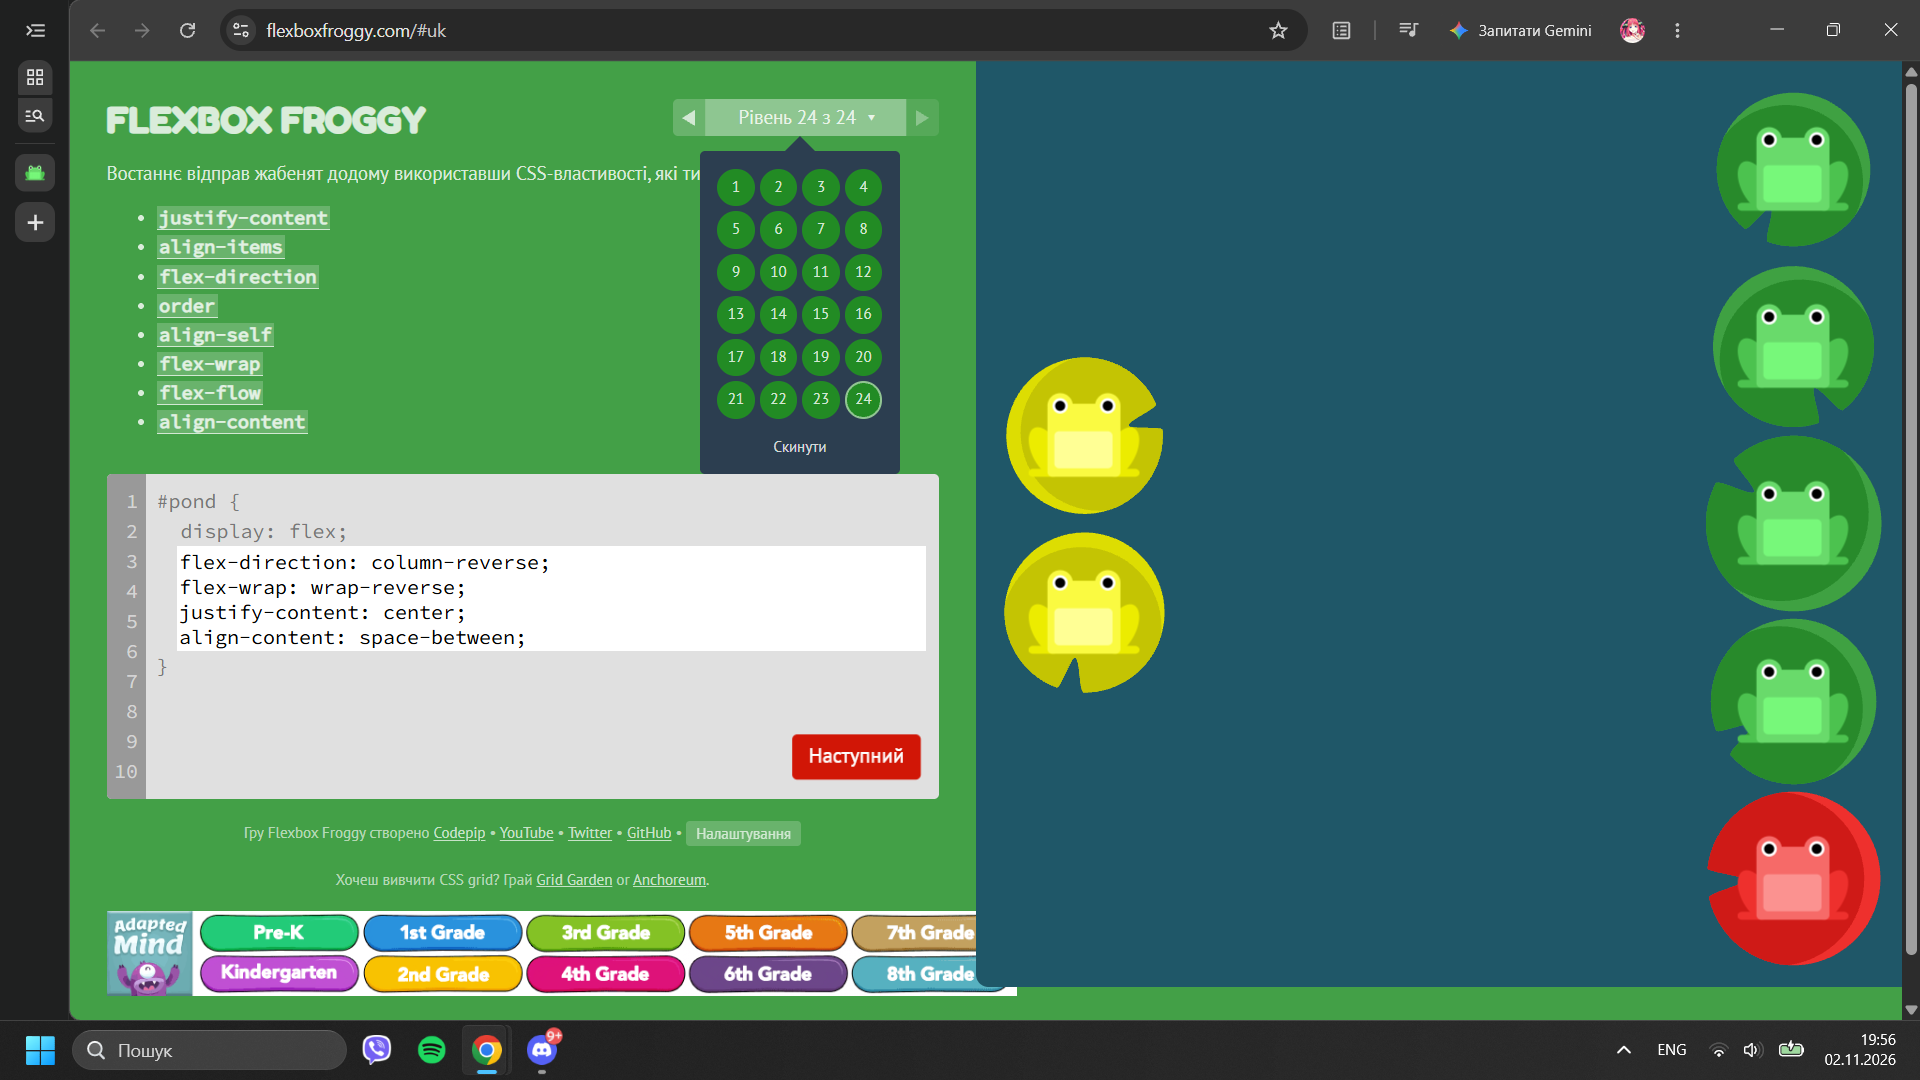 flexboxfroggy.com/#uk
Запитати Gemini
FLEXBOX FROGGY
Рівень 24 з 24
Востаннє відправ жабенят додому використавши CSS-властивості, які ти
justify-content
align-items
flex-direction
order
align-self
flex-wrap
flex-flow
align-content
1 2 3 4
5 6 7 8
9 10 11 12
13 14 15 16
17 18 19 20
21 22 23 24
Скинути
1 #pond {
2 display: flex;
3 flex-direction: column-reverse;
4 flex-wrap: wrap-reverse;
5 justify-content: center;
6 align-content: space-between;
7 }
8
9
10
Наступний
Гру Flexbox Froggy створено Codepip • YouTube • Twitter • GitHub • Налаштування
Хочеш вивчити CSS grid? Грай Grid Garden or Anchoreum.
Adapted Mind
Pre-K 1st Grade 3rd Grade 5th Grade 7th Grade
Kindergarten 2nd Grade 4th Grade 6th Grade 8th Grade
Пошук
9+
ENG
19:56
02.11.2026